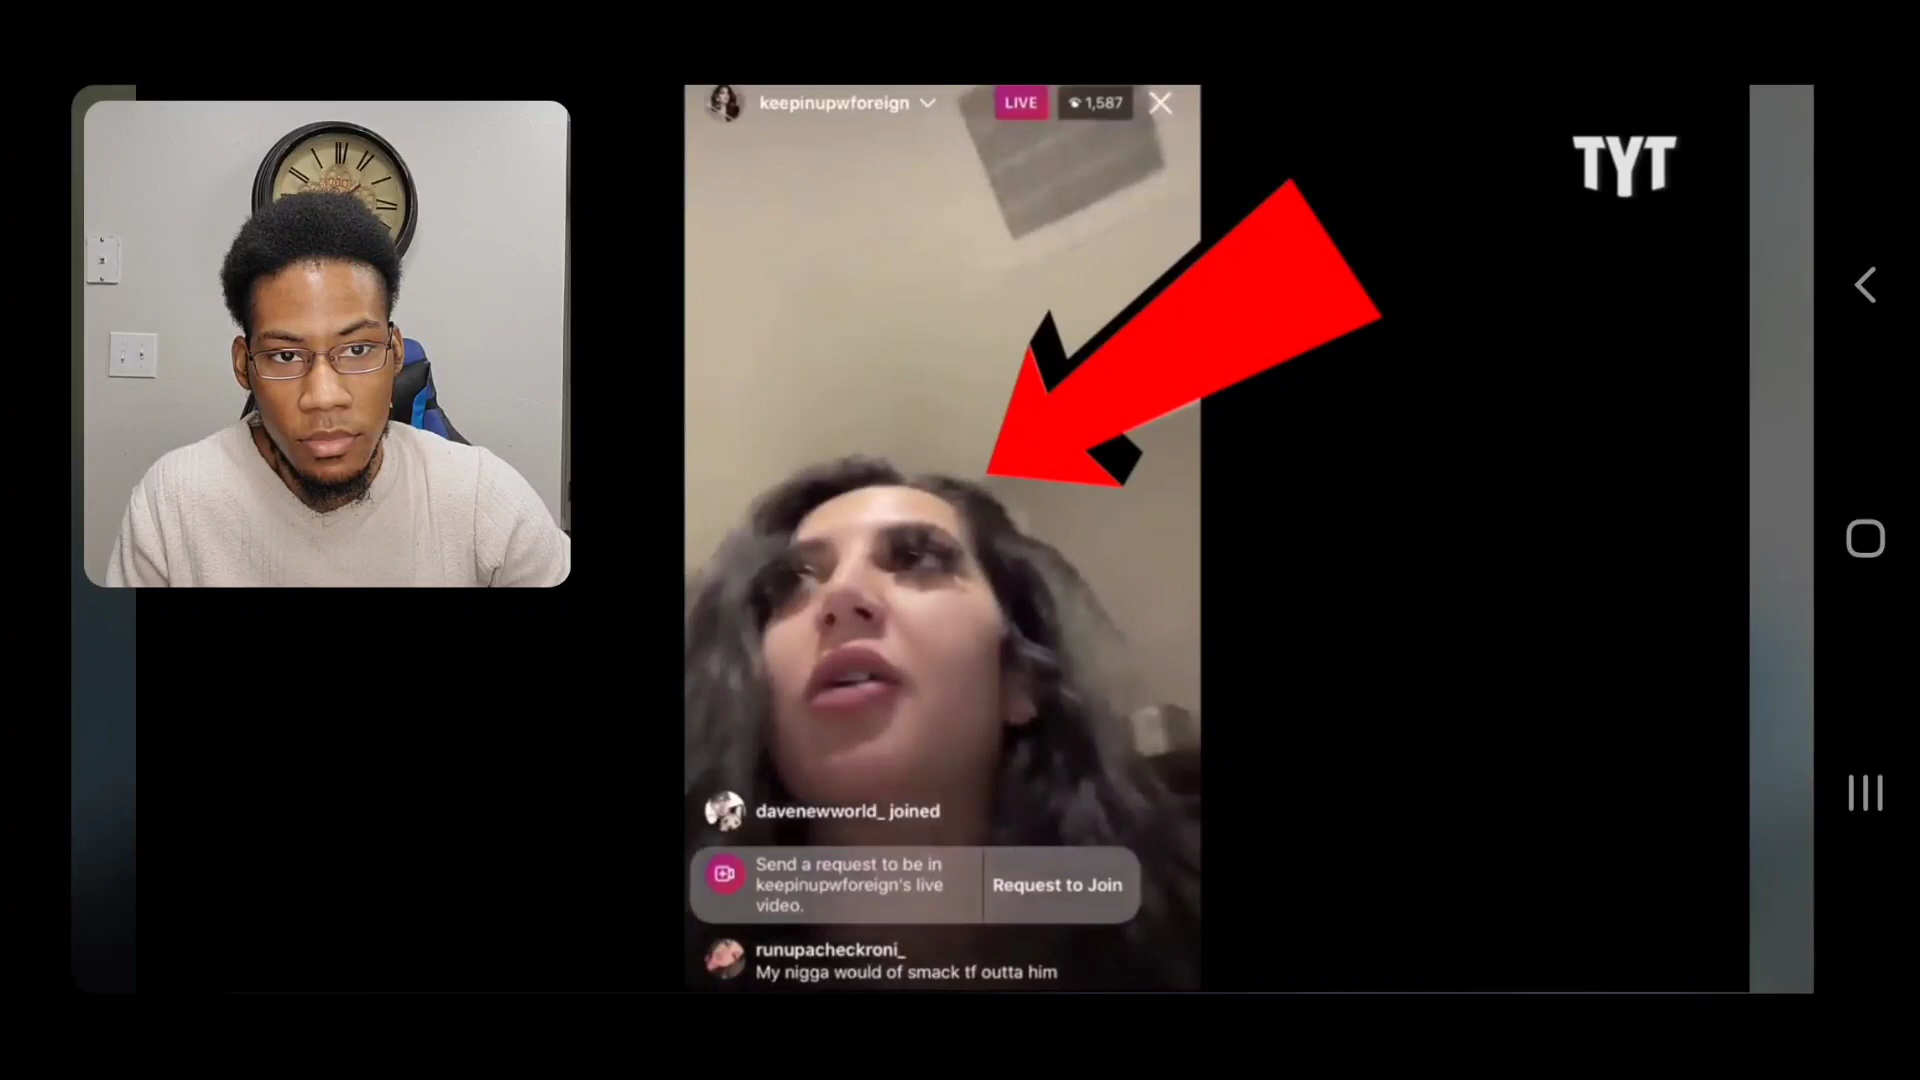 keepinupwforeign
LIVE
1,587
TYT
davenewworld_ joined
Send a request to be in
keepinupwforeign's live
video.
Request to Join
runupacheckroni_
My nigga would of smack tf outta him